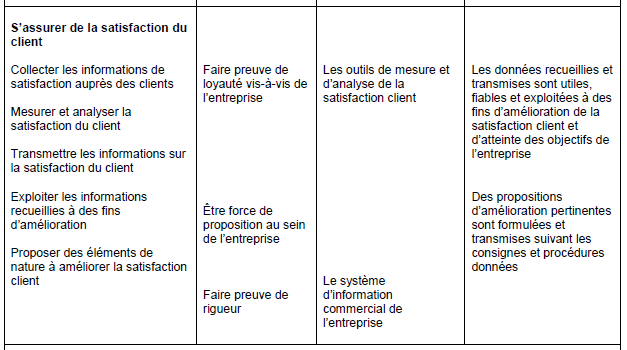 S’assurer de la satisfaction du
client
Collecter les informations de
satisfaction auprès des clients
Mesurer et analyser la
satisfaction du client
Transmettre les informations sur
la satisfaction du client
Exploiter les informations
recueillies à des fins
d’amélioration
Proposer des éléments de
nature à améliorer la satisfaction
client
Faire preuve de
loyauté vis-à-vis de
l’entreprise
Être force de
proposition au sein
de l’entreprise
Faire preuve de
rigueur
Les outils de mesure et
d’analyse de la
satisfaction client
Le système
d’information
commercial de
l’entreprise
Les données recueillies et
transmises sont utiles,
fiables et exploitées à des
fins d’amélioration de la
satisfaction client et
d’atteinte des objectifs de
l’entreprise
Des propositions
d’amélioration pertinentes
sont formulées et
transmises suivant les
consignes et procédures
données